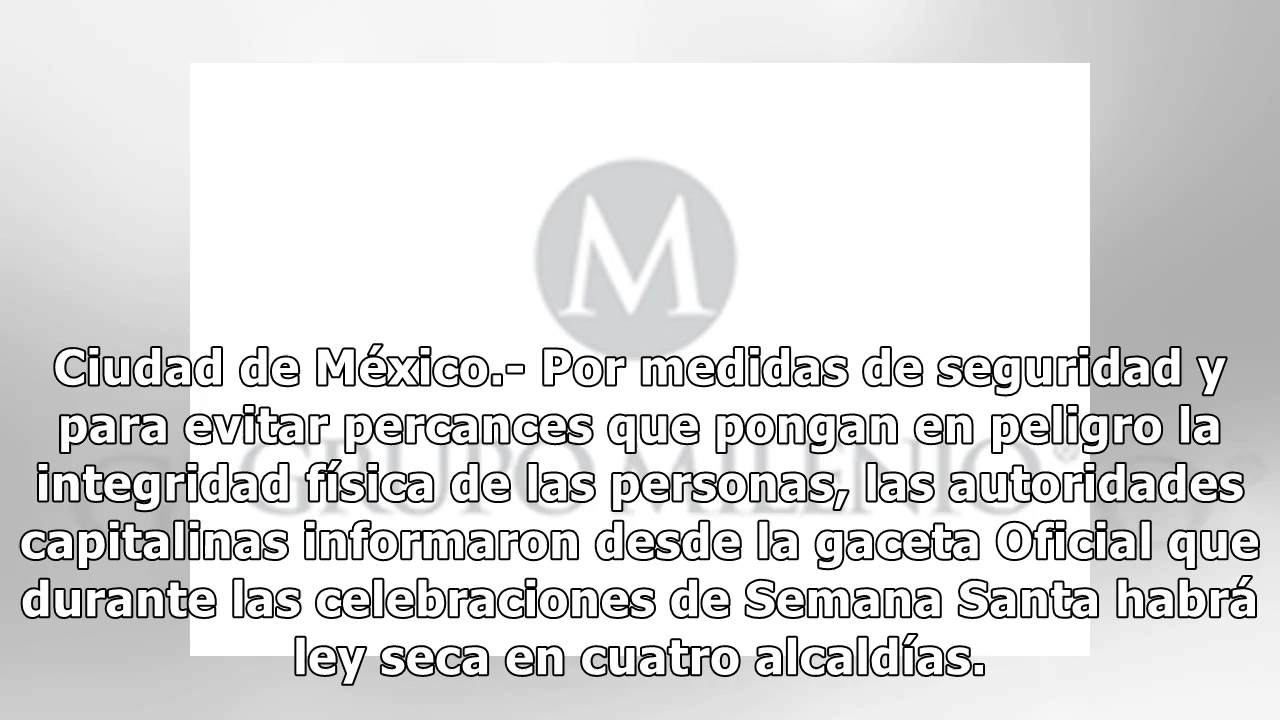 M
Ciudad de México.- Por medidas de seguridad y
para evitar percances que pongan en peligro la
integridad física de las personas, las autoridades
GRUPO MILENIO®
capitalinas informaron desde la gaceta Oficial que
durante las celebraciones de Semana Santa habrá
ley seca en cuatro alcaldías.